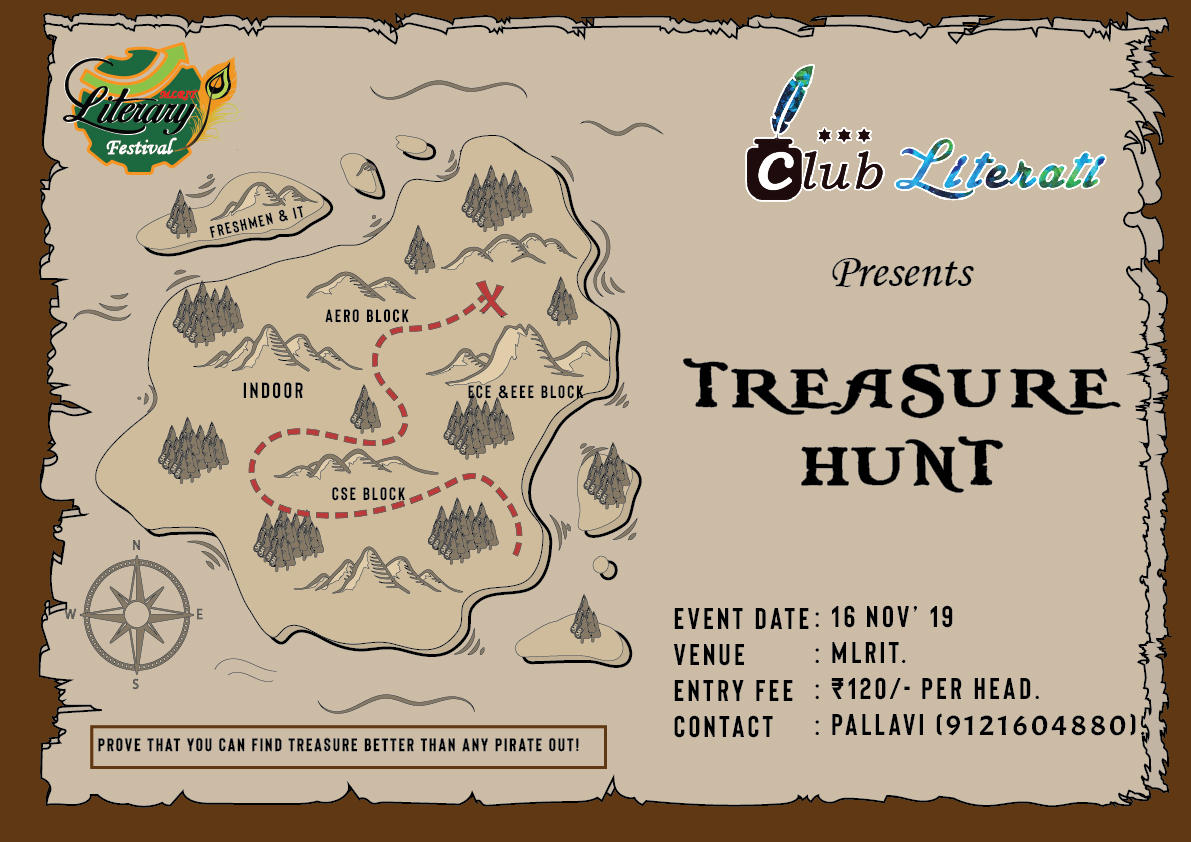 Literary
Festival
Club Literati
Presents
TREASURE
HUNT
FRESHMEN & IT
AERO BLOCK
INDOOR
ECE &EEE BLOCK
CSE BLOCK
N
W E
S
EVENT DATE : 16 NOV' 19
VENUE : MLRIT.
ENTRY FEE : ₹120/- PER HEAD.
CONTACT : PALLAVI (9121604880)
PROVE THAT YOU CAN FIND TREASURE BETTER THAN ANY PIRATE OUT!